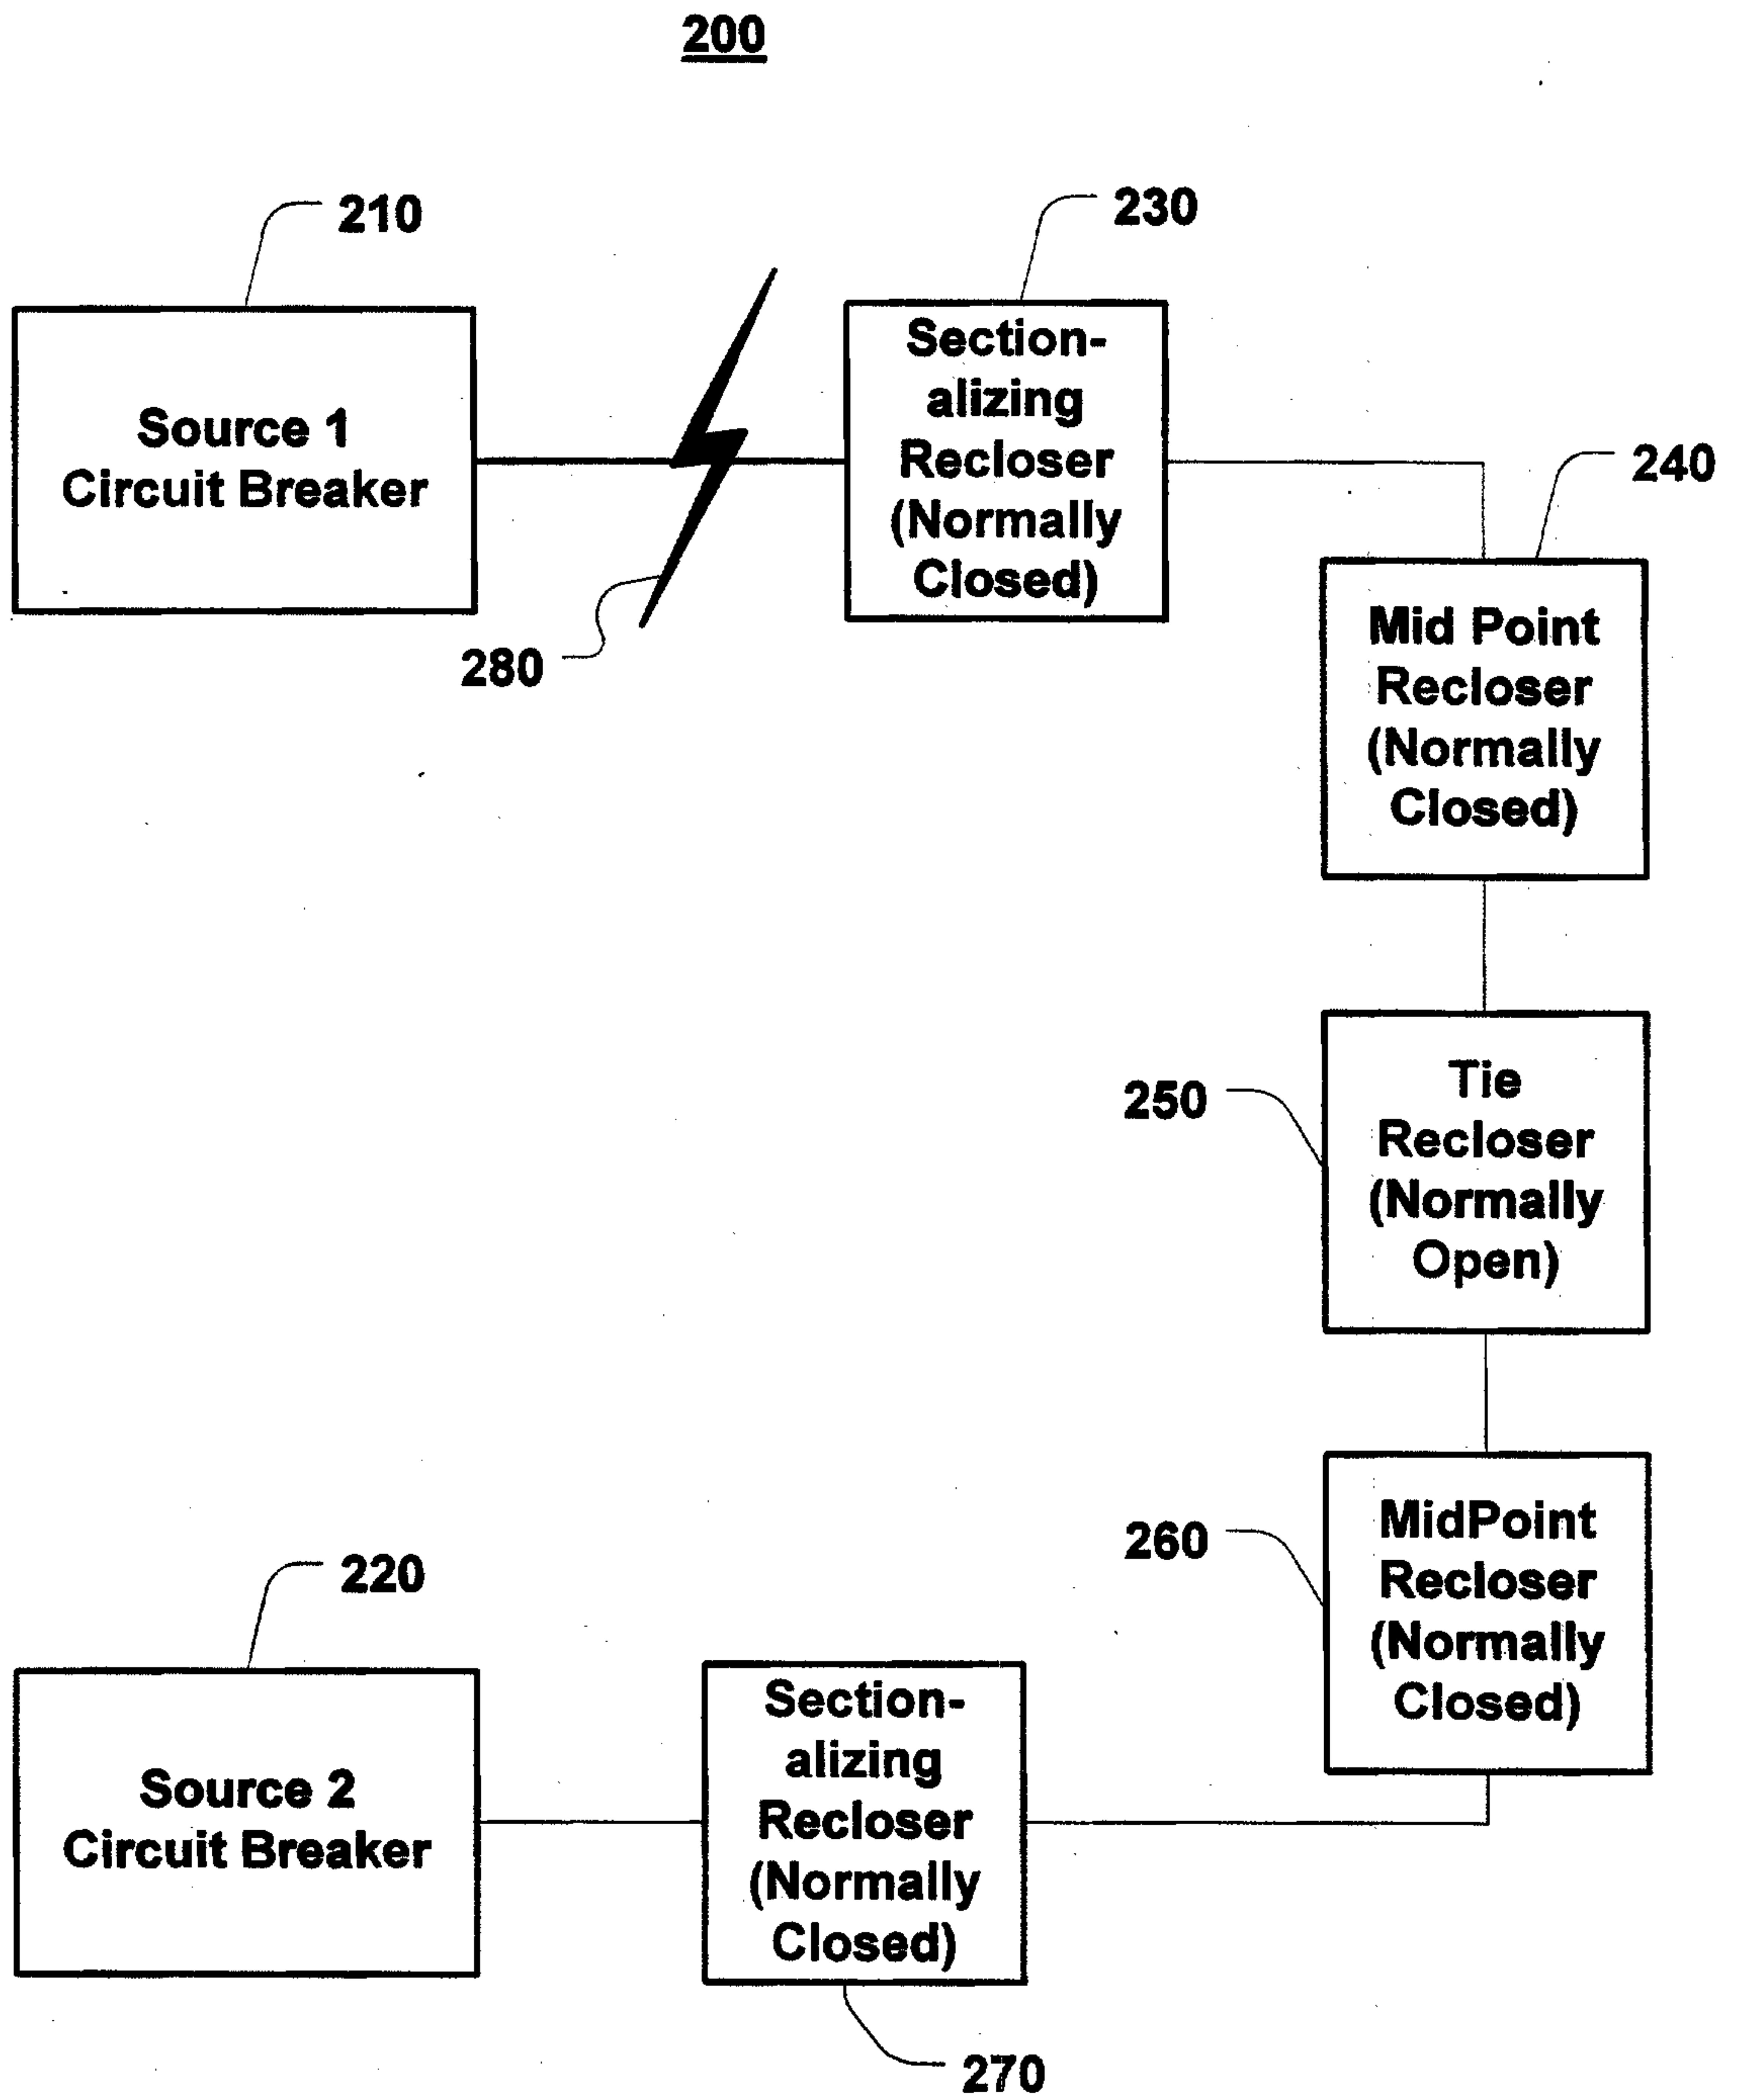 200
210
230
Source 1
Circuit Breaker
Section-
alizing
Recloser
(Normally
Closed)
240
280
Mid Point
Recloser
(Normally
Closed)
250
Tie
Recloser
(Normally
Open)
260
MidPoint
Recloser
(Normally
Closed)
220
Source 2
Circuit Breaker
Section-
alizing
Recloser
(Normally
Closed)
270